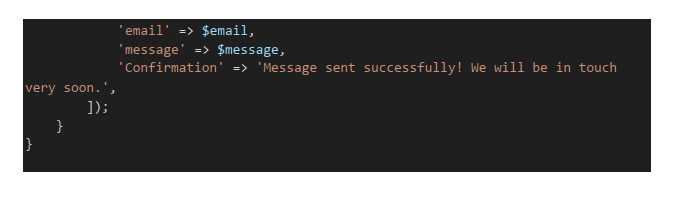 'email' => $email,
'message' => $message,
'Confirmation' => 'Message sent successfully! We will be in touch
very soon.',
]);
}
}